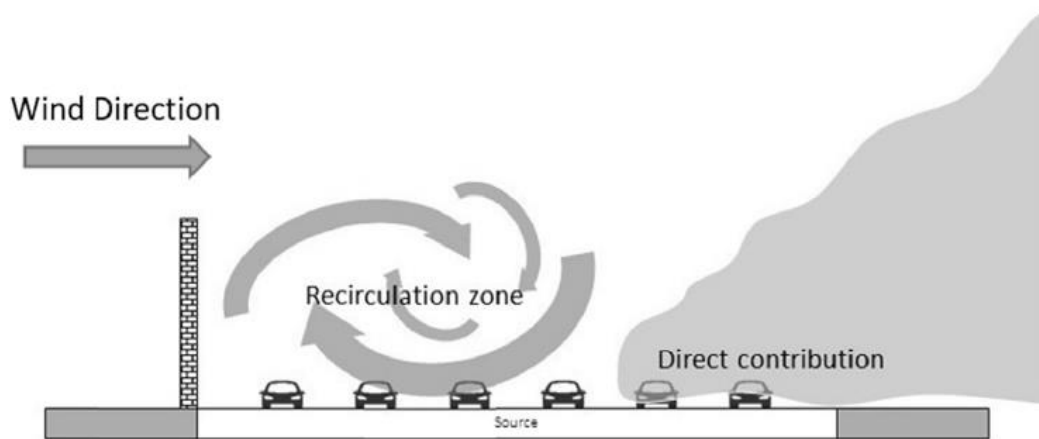 Wind Direction
Recirculation zone
Direct contribution
Source